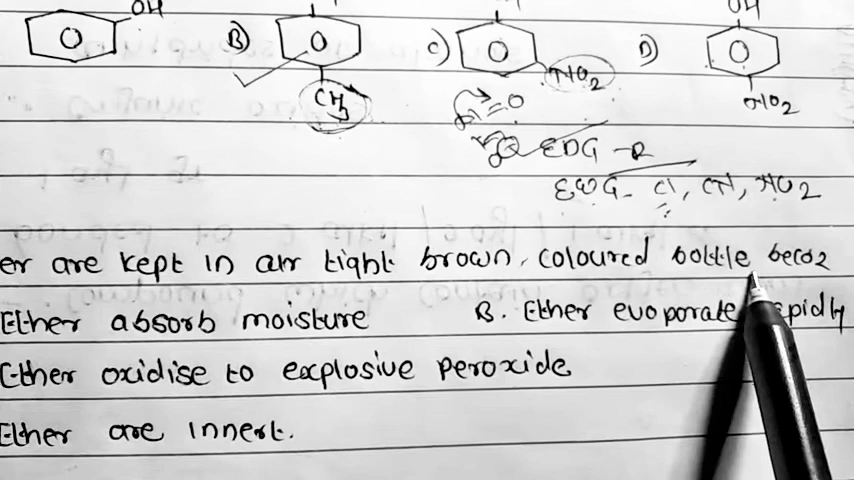 OH
B)
C)
D)
OH
CH3
NO2
NO2
=O
EDG - R
EWG - Cl, CN, NO2
er are kept in air tight brown, coloured bottle becoz
Ether absorb moisture B. Ether evoporate rapidly
Ether oxidise to explosive peroxide
Ether are innert.